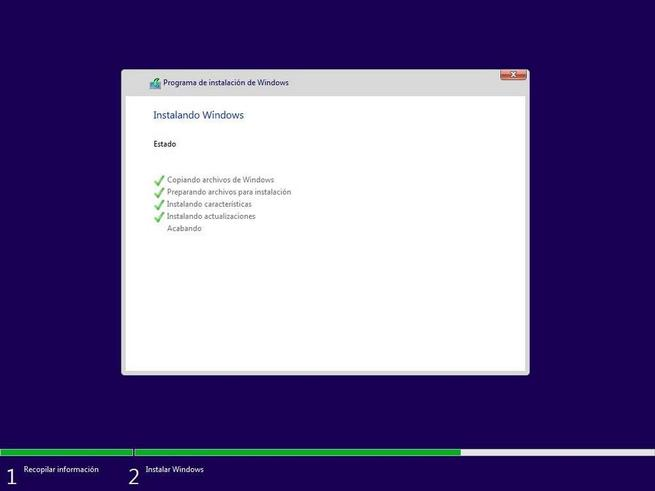 Programa de instalación de Windows
Instalando Windows
Estado
Copiando archivos de Windows
Preparando archivos para instalación
Instalando características
Instalando actualizaciones
Acabando
1 Recopilar información
2 Instalar Windows